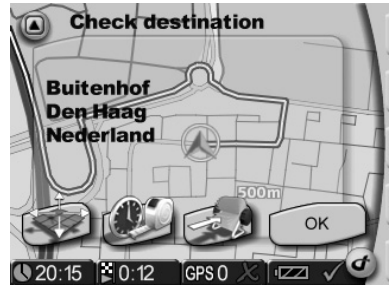 Check destination
Buitenhof
Den Haag
Nederland
500m
OK
20:15 0:12 GPS 0